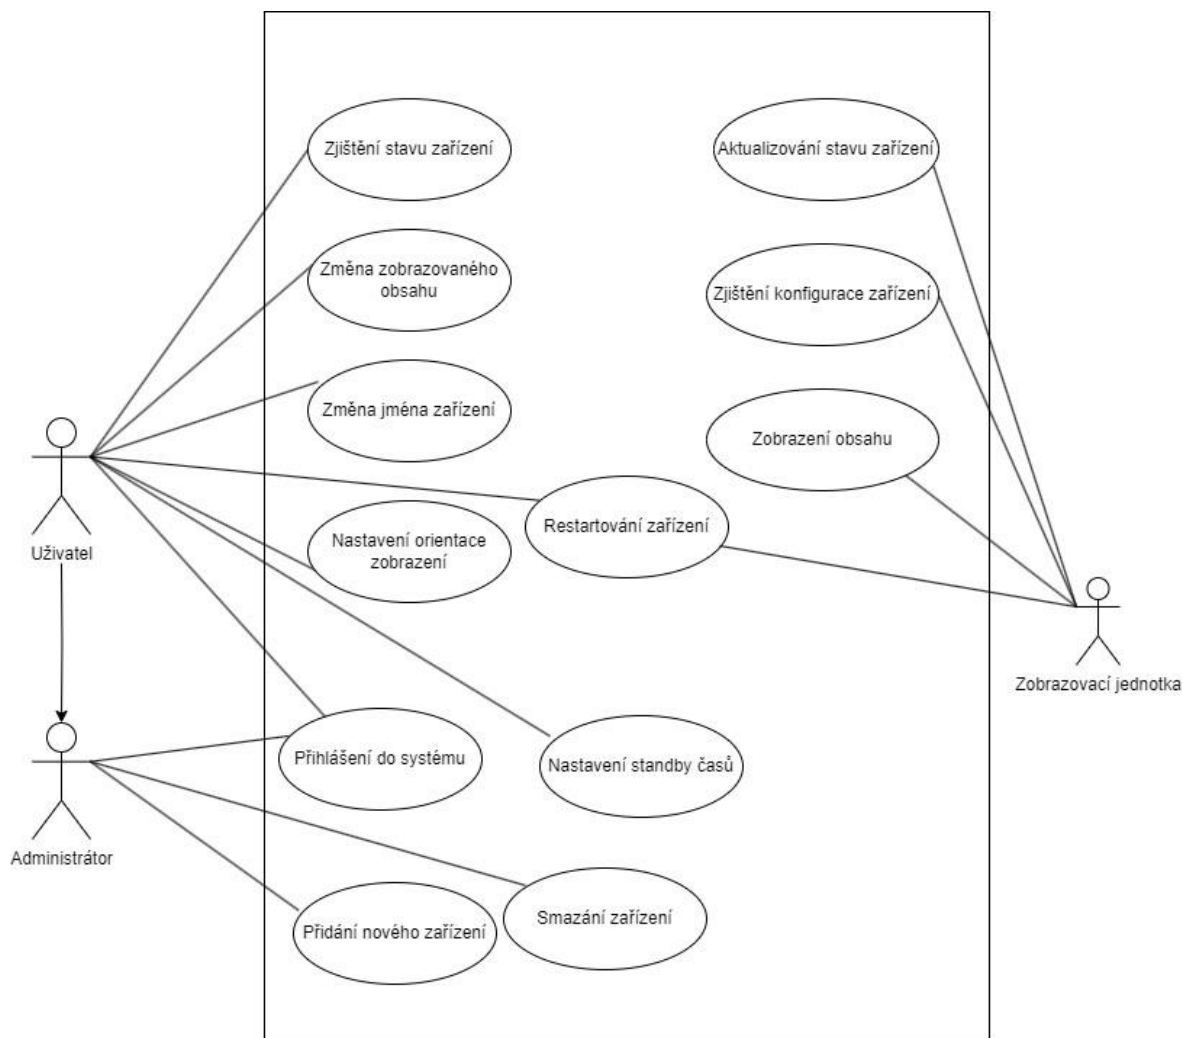 Zjištění stavu zařízení
Aktualizování stavu zařízení
Změna zobrazovaného
obsahu
Zjištění konfigurace zařízení
Změna jména zařízení
Zobrazení obsahu
Restartování zařízení
Nastavení orientace
zobrazení
Uživatel
Zobrazovací jednotka
Přihlášení do systému
Nastavení standby časů
Administrátor
Smazání zařízení
Přidání nového zařízení